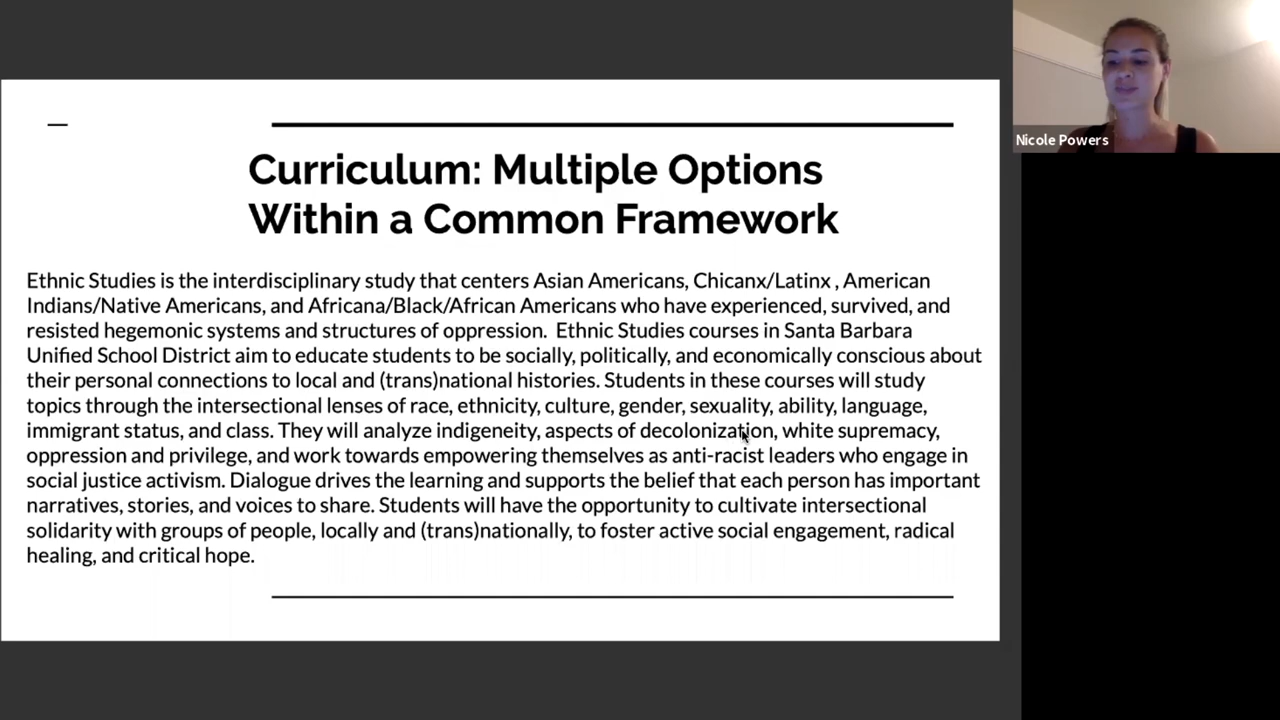 Curriculum: Multiple Options
Within a Common Framework
Ethnic Studies is the interdisciplinary study that centers Asian Americans, Chicanx/Latinx , American
Indians/Native Americans, and Africana/Black/African Americans who have experienced, survived, and
resisted hegemonic systems and structures of oppression.  Ethnic Studies courses in Santa Barbara
Unified School District aim to educate students to be socially, politically, and economically conscious about
their personal connections to local and (trans)national histories. Students in these courses will study
topics through the intersectional lenses of race, ethnicity, culture, gender, sexuality, ability, language,
immigrant status, and class. They will analyze indigeneity, aspects of decolonization, white supremacy,
oppression and privilege, and work towards empowering themselves as anti-racist leaders who engage in
social justice activism. Dialogue drives the learning and supports the belief that each person has important
narratives, stories, and voices to share. Students will have the opportunity to cultivate intersectional
solidarity with groups of people, locally and (trans)nationally, to foster active social engagement, radical
healing, and critical hope.
Nicole Powers